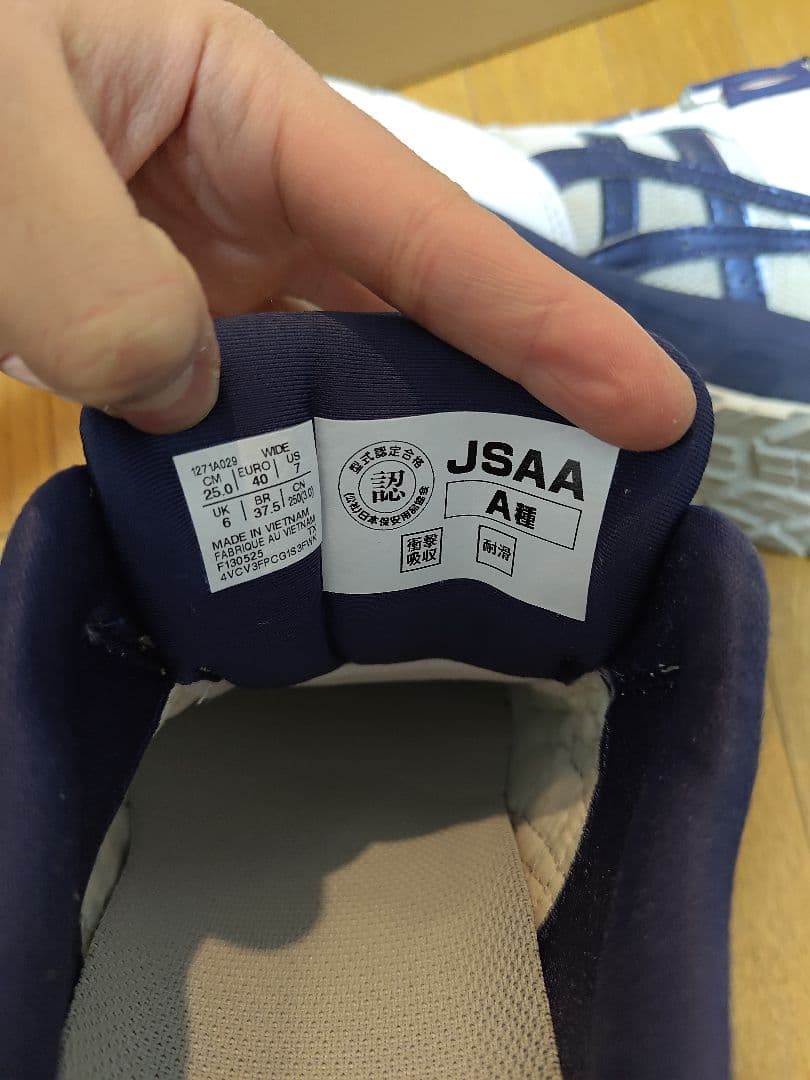 1271A029 WIDE
CM EURO US
25.0 40 7
UK BR CN
6 37.5 250(3.0)
MADE IN VIETNAM
FABRIQUE AU VIETNAM
F130525 TX
型式認定合格
認
(公社)日本保安用品協会
JSAA
A種
衝撃
吸収
耐滑